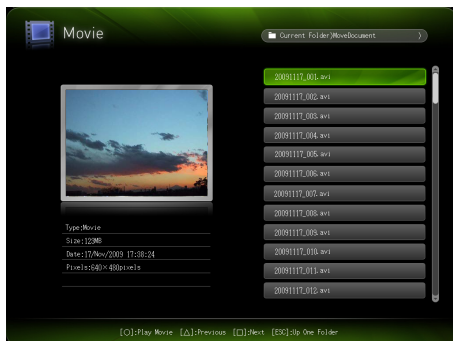 Movie
Current Folder)MoveDocument 〉
20091117_001.avi
20091117_002.avi
20091117_003.avi
20091117_004.avi
20091117_005.avi
20091117_006.avi
20091117_007.avi
20091117_008.avi
20091117_009.avi
20091117_010.avi
20091117_011.avi
20091117_012.avi
Type:Movie
Size:123MB
Date:17/Nov/2009 17:38:24
Pixels:640×480pixels
[○]:Play Movie [△]:Previous [□]:Next [ESC]:Up One Folder